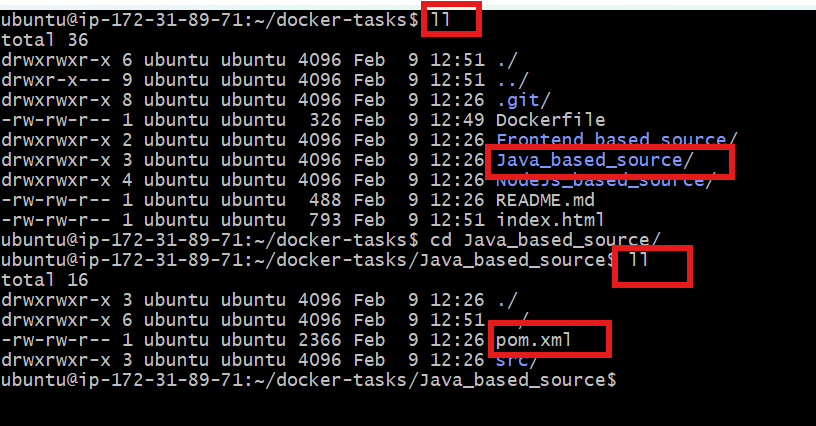 ubuntu@ip-172-31-89-71:~/docker-tasks$ ll
total 36
drwxrwxr-x 6 ubuntu ubuntu 4096 Feb  9 12:51 ./
drwxr-x--- 9 ubuntu ubuntu 4096 Feb  9 12:51 ../
drwxrwxr-x 8 ubuntu ubuntu 4096 Feb  9 12:26 .git/
-rw-rw-r-- 1 ubuntu ubuntu  326 Feb  9 12:49 Dockerfile
drwxrwxr-x 2 ubuntu ubuntu 4096 Feb  9 12:26 Frontend_based_source/
drwxrwxr-x 3 ubuntu ubuntu 4096 Feb  9 12:26 Java_based_source/
drwxrwxr-x 4 ubuntu ubuntu 4096 Feb  9 12:26 NodeJs_based_source/
-rw-rw-r-- 1 ubuntu ubuntu  488 Feb  9 12:26 README.md
-rw-rw-r-- 1 ubuntu ubuntu  793 Feb  9 12:51 index.html
ubuntu@ip-172-31-89-71:~/docker-tasks$ cd Java_based_source/
ubuntu@ip-172-31-89-71:~/docker-tasks/Java_based_source$ ll
total 16
drwxrwxr-x 3 ubuntu ubuntu 4096 Feb  9 12:26 ./
drwxrwxr-x 6 ubuntu ubuntu 4096 Feb  9 12:51 ../
-rw-rw-r-- 1 ubuntu ubuntu 2366 Feb  9 12:26 pom.xml
drwxrwxr-x 3 ubuntu ubuntu 4096 Feb  9 12:26 src/
ubuntu@ip-172-31-89-71:~/docker-tasks/Java_based_source$